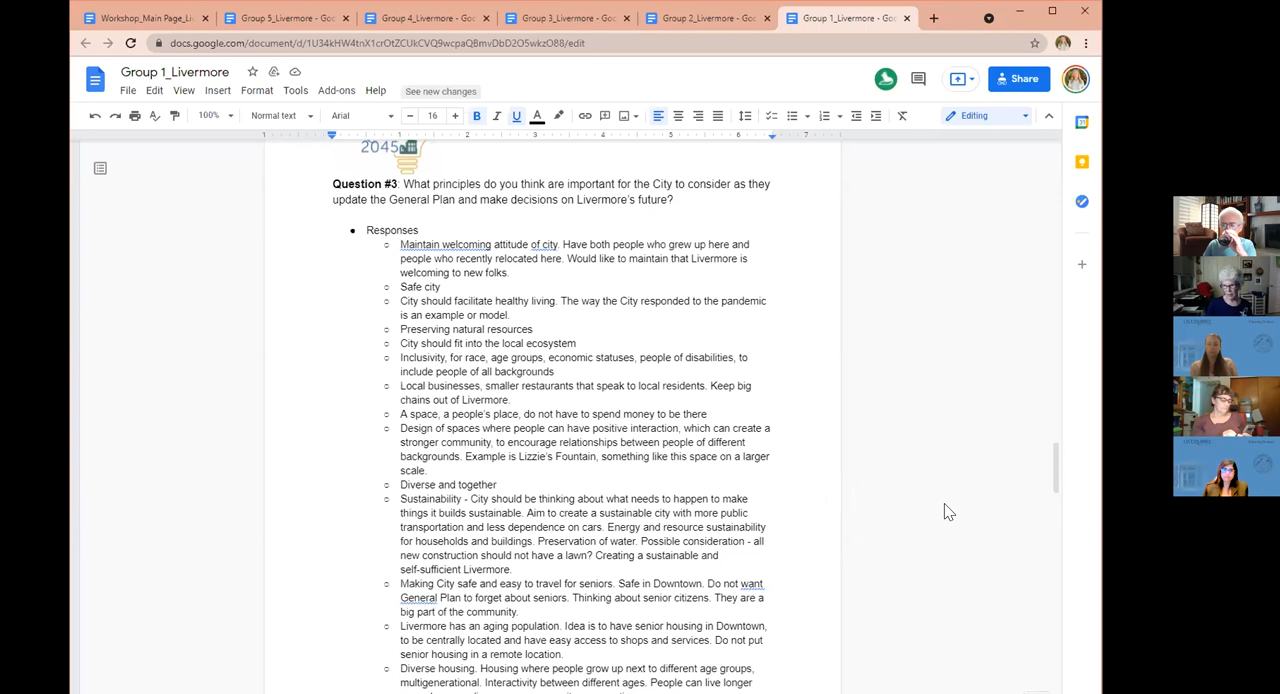 Workshop_Main Page_Li
Group 5_Livermore - Goo
Group 4_Livermore - Goo
Group 3_Livermore - Goo
Group 2_Livermore - Goo
Group 1_Livermore - Goo
docs.google.com/document/d/1U34kHW4tnX1crOtZCUkCVQ9wcpaQBmvDbD2O5wkzO88/edit
Group 1_Livermore
File Edit View Insert Format Tools Add-ons Help See new changes
Share
100% Normal text Arial 16 B I U A Editing
1 1 2 3 4 5 6 7
2045
Question #3: What principles do you think are important for the City to consider as they
update the General Plan and make decisions on Livermore's future?
● Responses
○ Maintain welcoming attitude of city. Have both people who grew up here and
people who recently relocated here. Would like to maintain that Livermore is
welcoming to new folks.
○ Safe city
○ City should facilitate healthy living. The way the City responded to the pandemic
is an example or model.
○ Preserving natural resources
○ City should fit into the local ecosystem
○ Inclusivity, for race, age groups, economic statuses, people of disabilities, to
include people of all backgrounds
○ Local businesses, smaller restaurants that speak to local residents. Keep big
chains out of Livermore.
○ A space, a people's place, do not have to spend money to be there
○ Design of spaces where people can have positive interaction, which can create a
stronger community, to encourage relationships between people of different
backgrounds. Example is Lizzie's Fountain, something like this space on a larger
scale.
○ Diverse and together
○ Sustainability - City should be thinking about what needs to happen to make
things it builds sustainable. Aim to create a sustainable city with more public
transportation and less dependence on cars. Energy and resource sustainability
for households and buildings. Preservation of water. Possible consideration - all
new construction should not have a lawn? Creating a sustainable and
self-sufficient Livermore.
○ Making City safe and easy to travel for seniors. Safe in Downtown. Do not want
General Plan to forget about seniors. Thinking about senior citizens. They are a
big part of the community.
○ Livermore has an aging population. Idea is to have senior housing in Downtown,
to be centrally located and have easy access to shops and services. Do not put
senior housing in a remote location.
○ Diverse housing. Housing where people grow up next to different age groups,
multigenerational. Interactivity between different ages. People can live longer